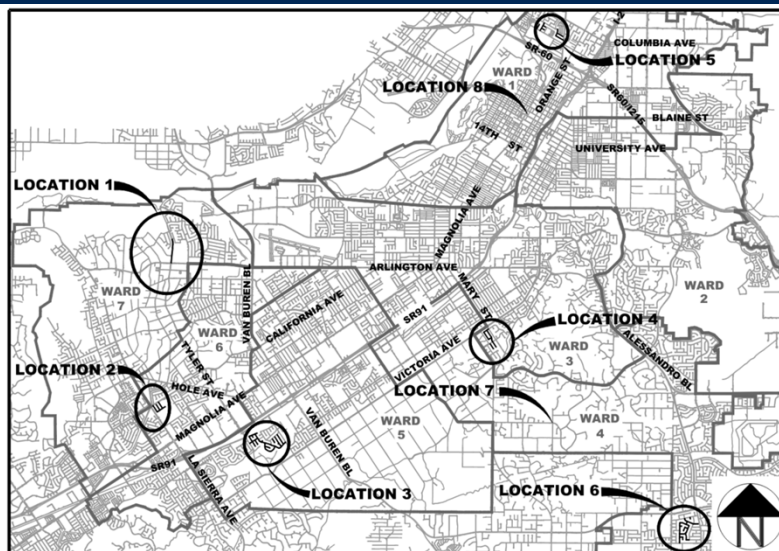 I-2
COLUMBIA AVE
SR-60
LOCATION 5
WARD
1
ORANGE ST
LOCATION 8
SR60/I215
BLAINE ST
14TH ST
UNIVERSITY AVE
LOCATION 1
MAGNOLIA AVE
ARLINGTON AVE
WARD
7
VAN BUREN BL
WARD
2
CALIFORNIA AVE
MARY ST
SR91
WARD
6
LOCATION 4
ALESSANDRO BL
WARD
3
TYLER ST
VICTORIA AVE
LOCATION 2
HOLE AVE
LOCATION 7
MAGNOLIA AVE
VAN BUREN BL
WARD
5
WARD
4
SR91
LA SIERRA AVE
LOCATION 3
LOCATION 6
N